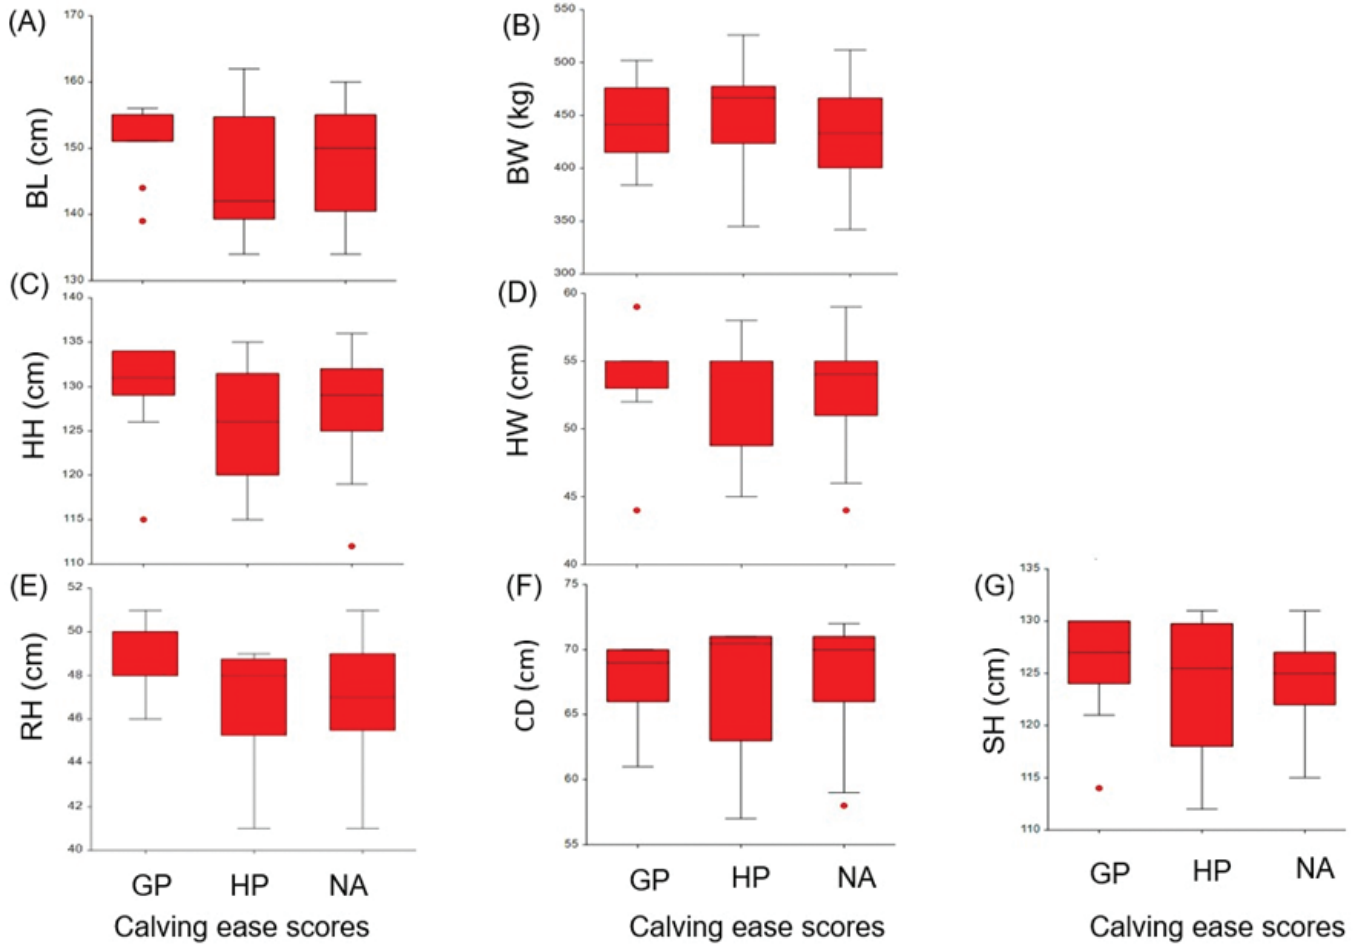 (A)
170
160
150
140
130
BL (cm)
(B)
550
500
450
400
350
300
BW (kg)
(C)
140
135
130
125
120
115
110
HH (cm)
(D)
60
55
50
45
40
HW (cm)
(E)
52
50
48
46
44
42
40
RH (cm)
GP HP NA
Calving ease scores
(F)
75
70
65
60
55
CD (cm)
GP HP NA
Calving ease scores
(G)
135
130
125
120
115
110
SH (cm)
GP HP NA
Calving ease scores